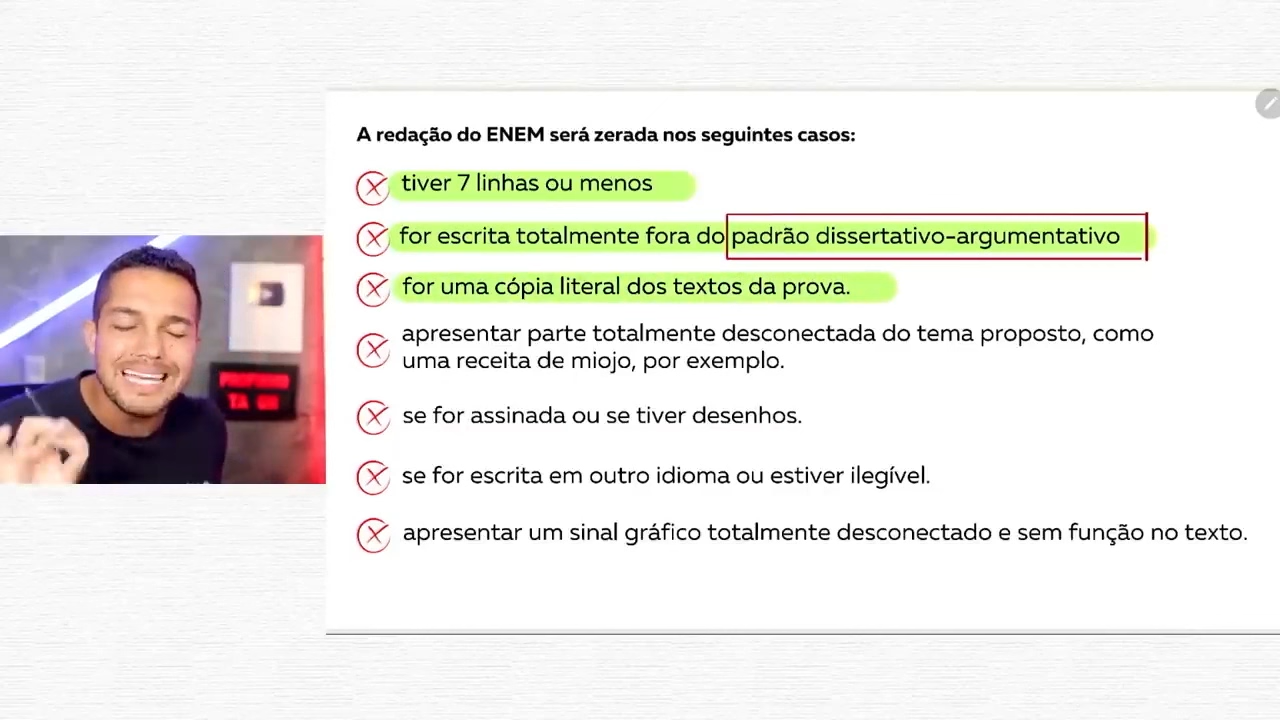 A redação do ENEM será zerada nos seguintes casos:
tiver 7 linhas ou menos
for escrita totalmente fora do padrão dissertativo-argumentativo
for uma cópia literal dos textos da prova.
apresentar parte totalmente desconectada do tema proposto, como
uma receita de miojo, por exemplo.
se for assinada ou se tiver desenhos.
se for escrita em outro idioma ou estiver ilegível.
apresentar um sinal gráfico totalmente desconectado e sem função no texto.
TA ON